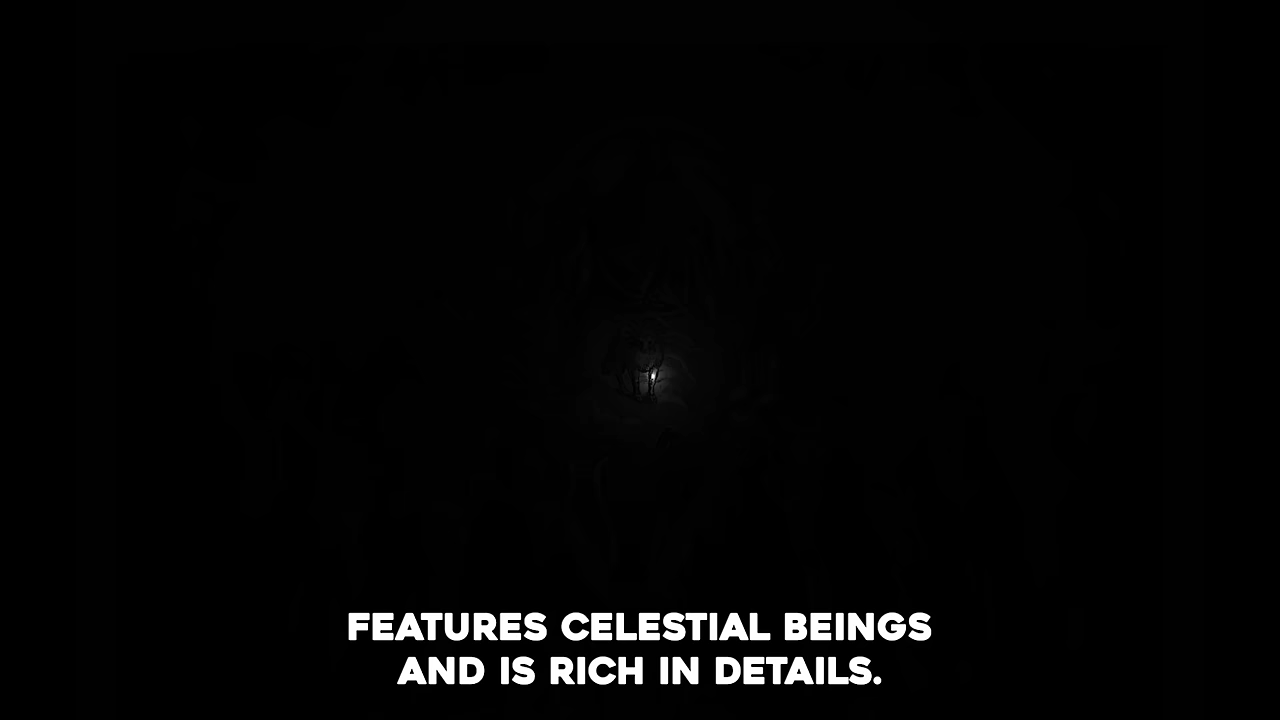 FEATURES CELESTIAL BEINGS
AND IS RICH IN DETAILS.